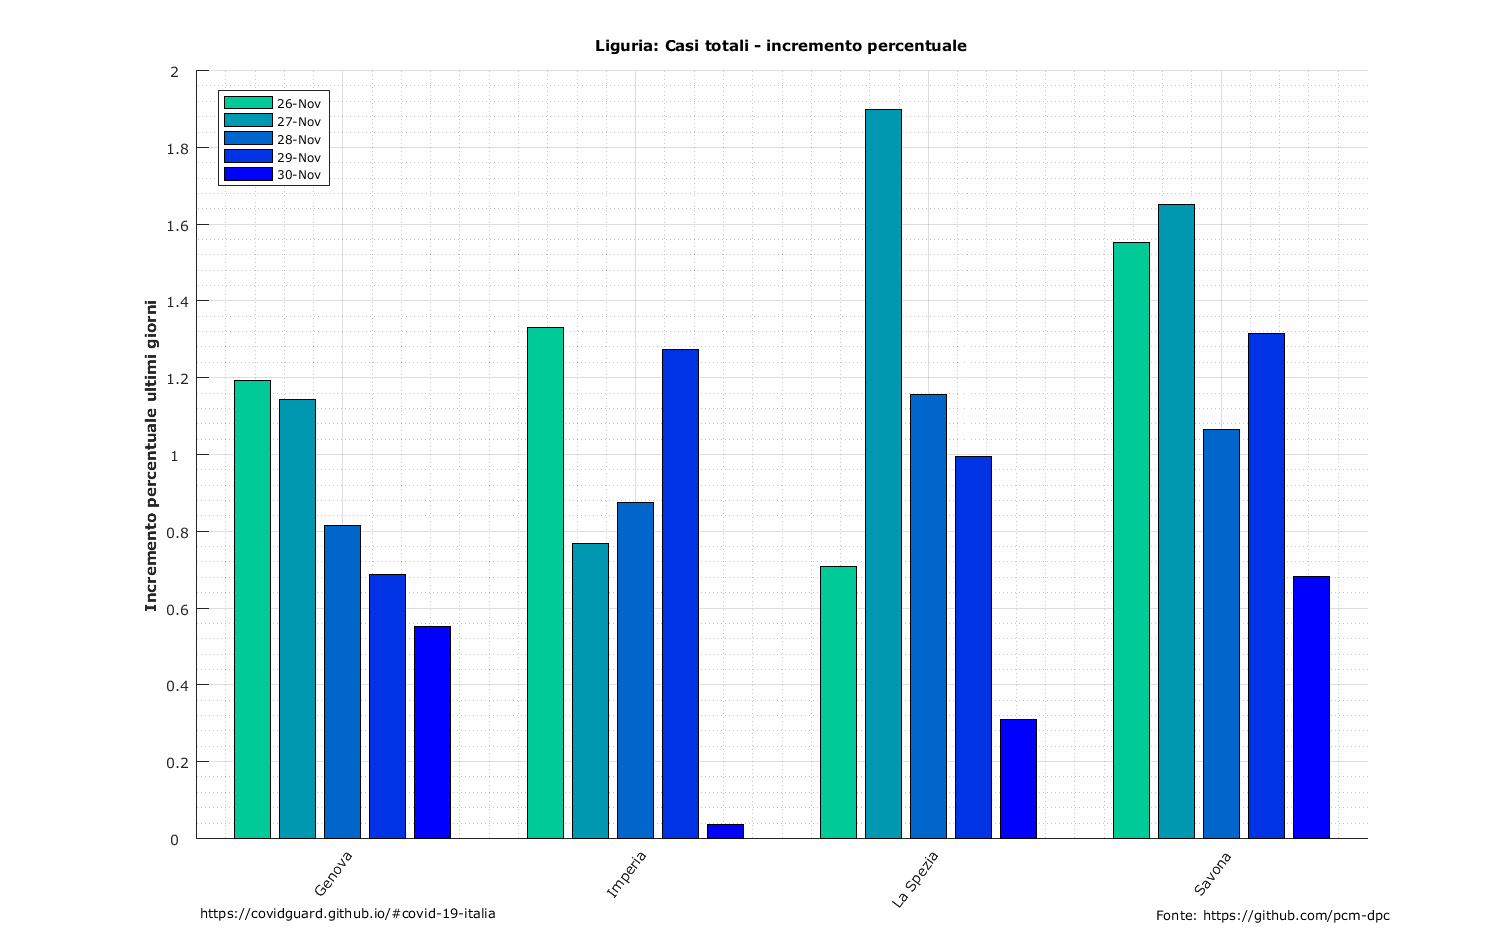 Liguria: Casi totali - incremento percentuale
Incremento percentuale ultimi giorni
2
1.8
1.6
1.4
1.2
1
0.8
0.6
0.4
0.2
0
26-Nov
27-Nov
28-Nov
29-Nov
30-Nov
Genova
Imperia
La Spezia
Savona
https://covidguard.github.io/#covid-19-italia
Fonte: https://github.com/pcm-dpc